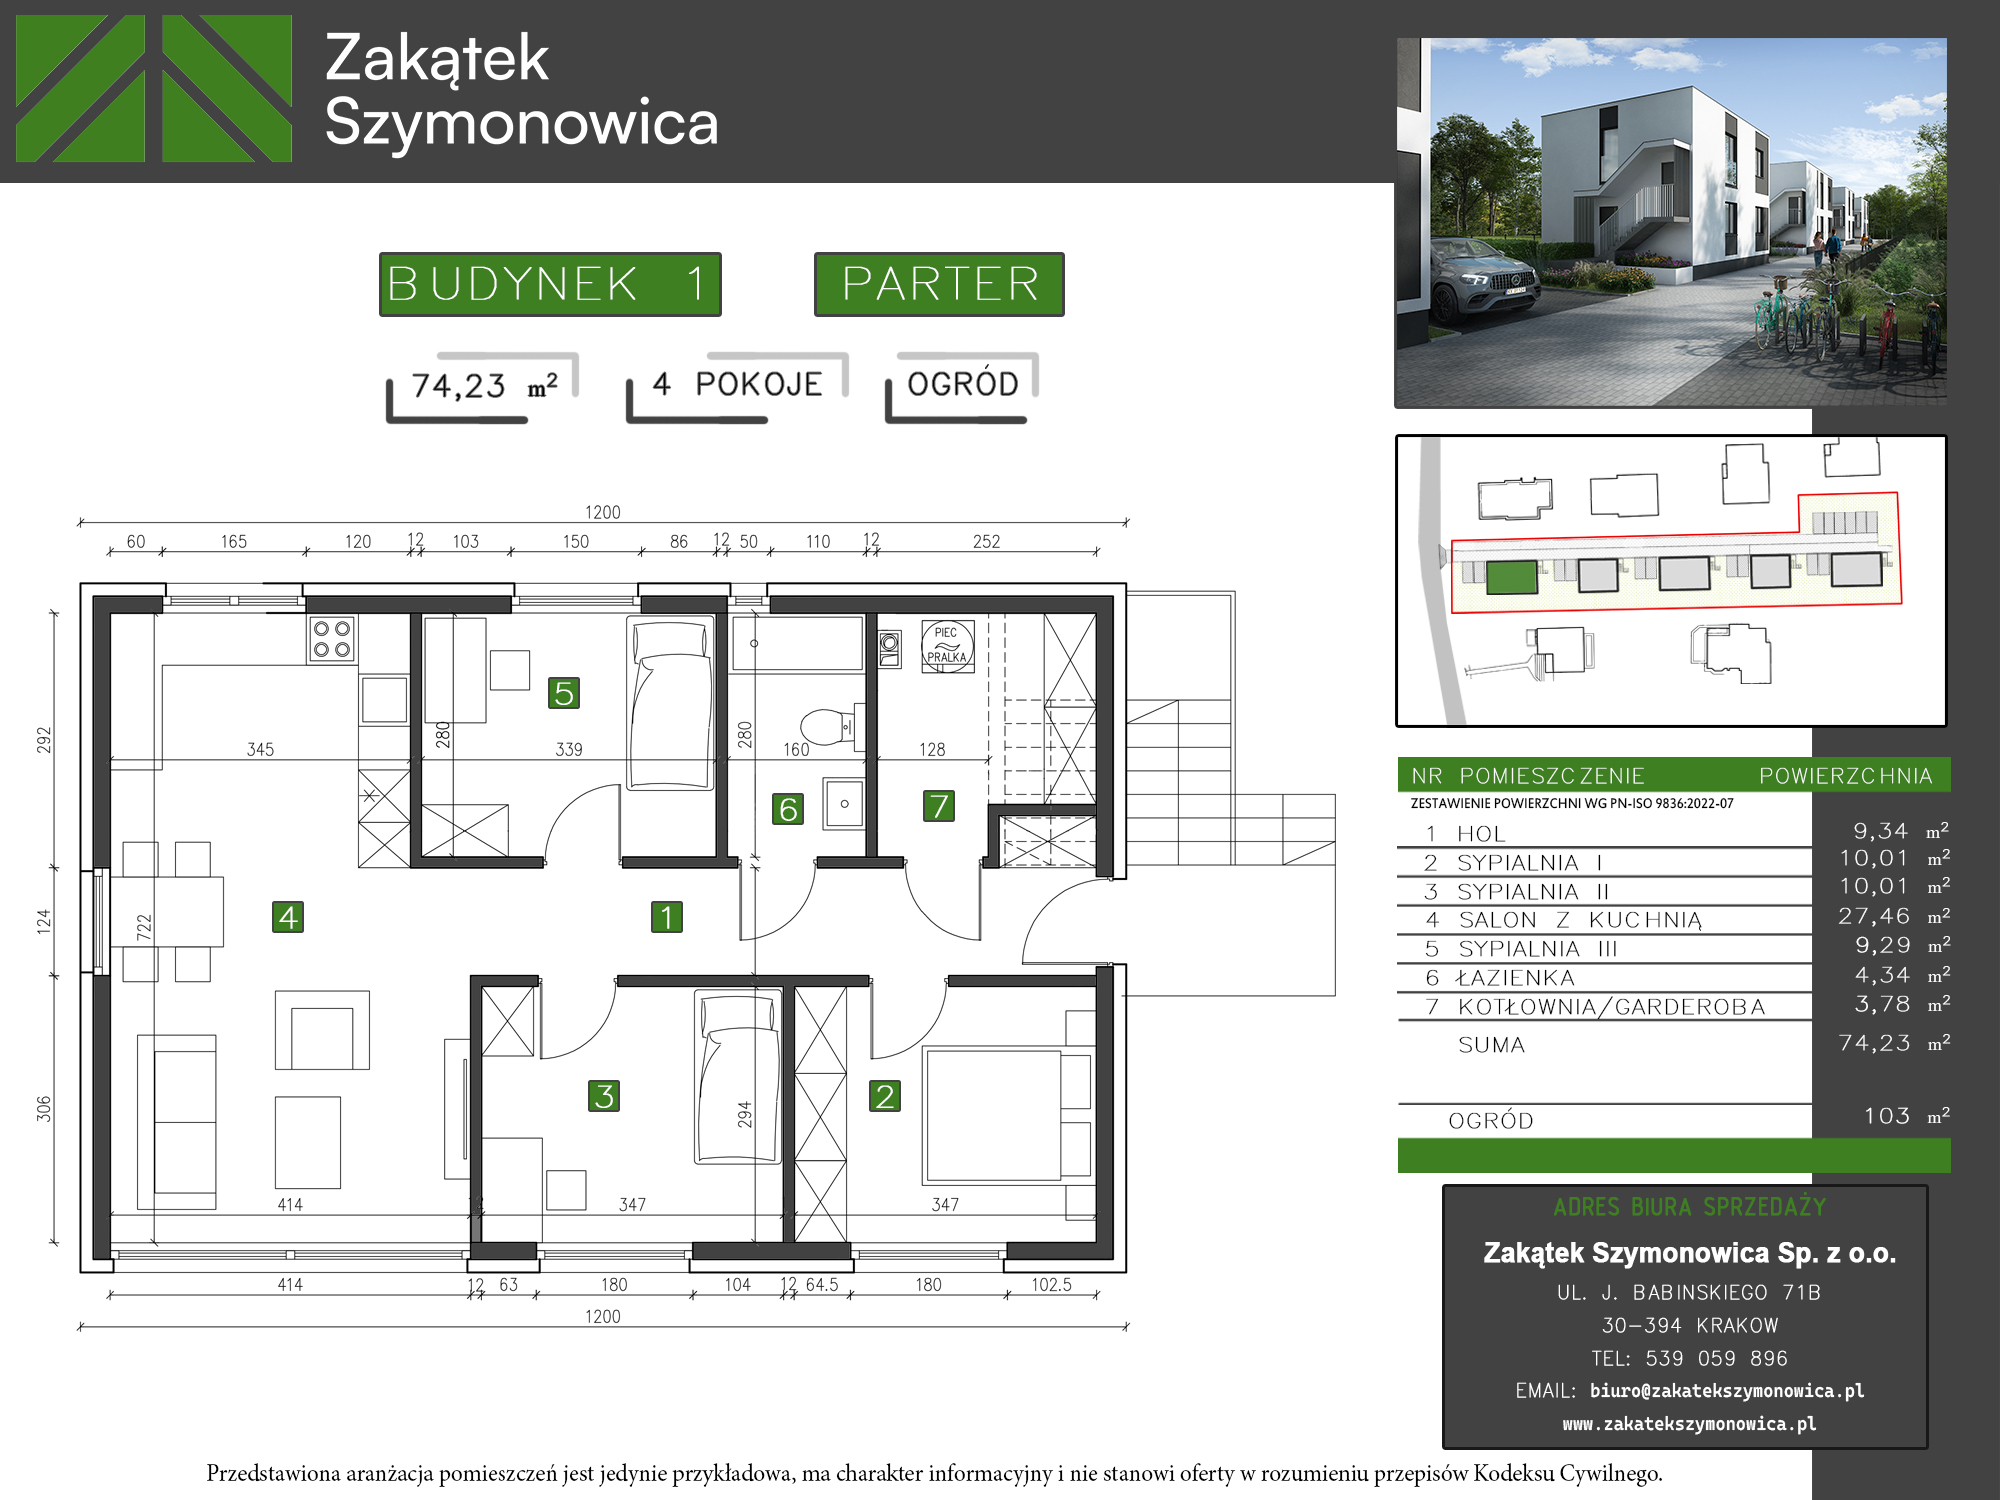 Zakątek
Szymonowica
BUDYNEK 1
PARTER
74,23 m²
4 POKOJE
OGRÓD
1200
60 165 120 12 103 150 86 12 50 110 12 252
PIEC
PRALKA
5
280
280
292
345
339
160
128
6
7
124
722
4
1
306
3
294
2
414
12
347
347
414 12 63 180 104 12 64.5 180 102.5
1200
NR POMIESZCZENIE POWIERZCHNIA
ZESTAWIENIE POWIERZCHNI WG PN-ISO 9836:2022-07
1 HOL 9,34 m²
2 SYPIALNIA I 10,01 m²
3 SYPIALNIA II 10,01 m²
4 SALON Z KUCHNIĄ 27,46 m²
5 SYPIALNIA III 9,29 m²
6 ŁAZIENKA 4,34 m²
7 KOTŁOWNIA/GARDEROBA 3,78 m²
SUMA 74,23 m²
OGRÓD 103 m²
ADRES BIURA SPRZEDAŻY
Zakątek Szymonowica Sp. z o.o.
UL. J. BABINSKIEGO 71B
30-394 KRAKOW
TEL: 539 059 896
EMAIL: biuro@zakatekszymonowica.pl
www.zakatekszymonowica.pl
Przedstawiona aranżacja pomieszczeń jest jedynie przykładowa, ma charakter informacyjny i nie stanowi oferty w rozumieniu przepisów Kodeksu Cywilnego.